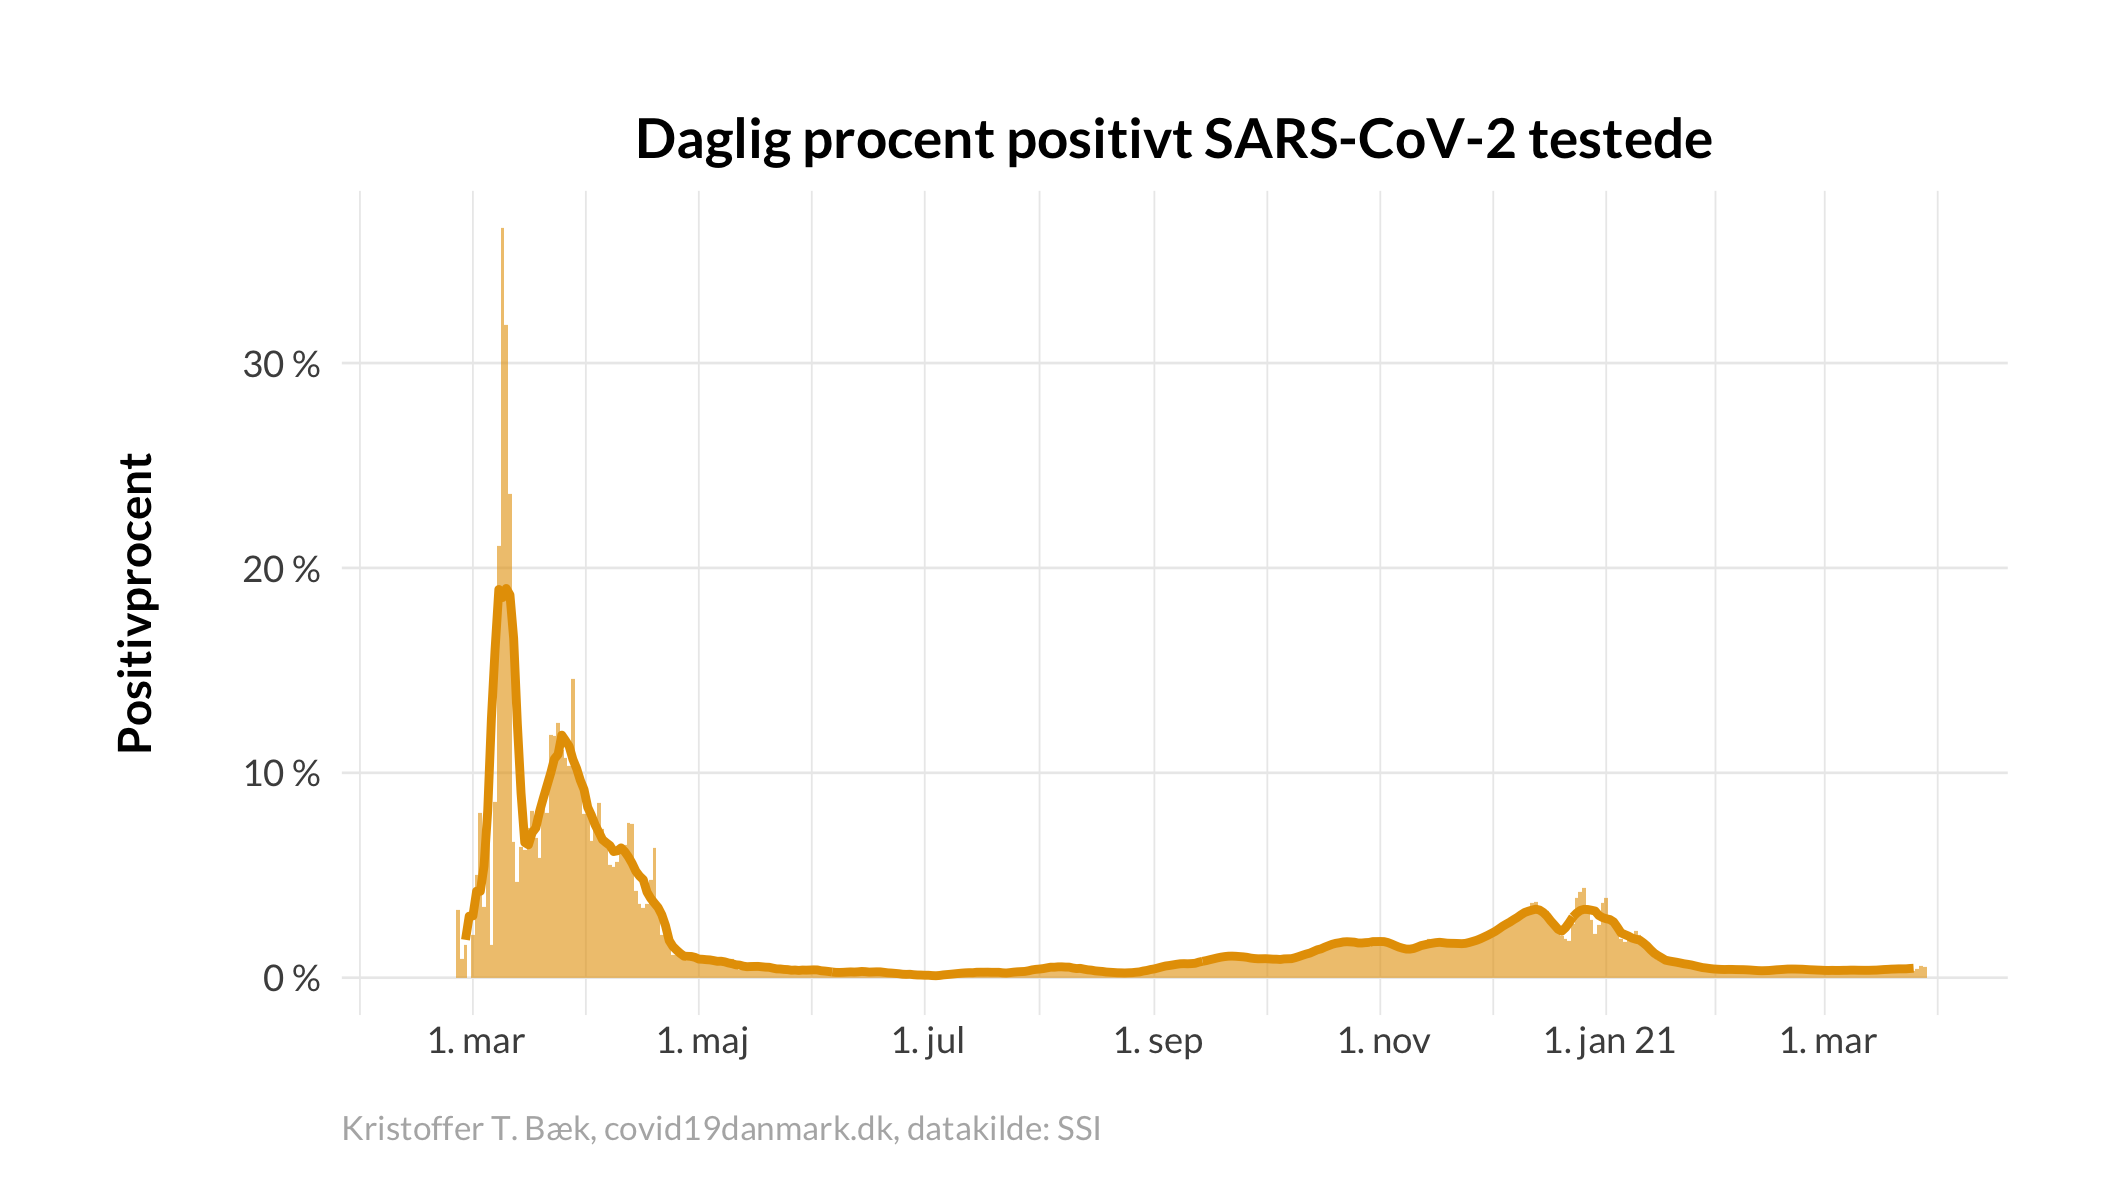 Daglig procent positivt SARS-CoV-2 testede
Positivprocent
30 %
20 %
10 %
0 %
1. mar
1. maj
1. jul
1. sep
1. nov
1. jan 21
1. mar
Kristoffer T. Bæk, covid19danmark.dk, datakilde: SSI